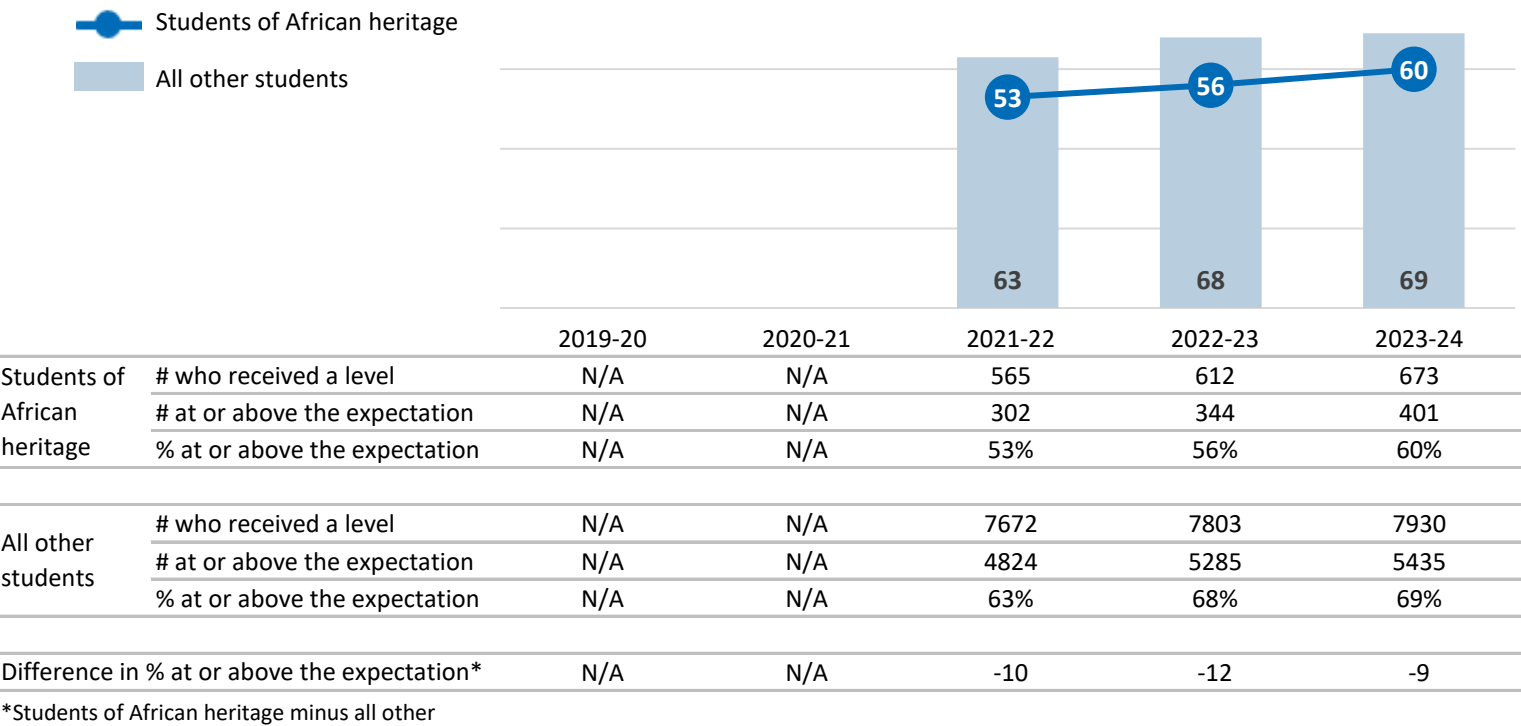 Students of African heritage
All other students
53
56
60
63
68
69
2019-20 2020-21 2021-22 2022-23 2023-24
Students of African heritage
# who received a level N/A N/A 565 612 673
# at or above the expectation N/A N/A 302 344 401
% at or above the expectation N/A N/A 53% 56% 60%
All other students
# who received a level N/A N/A 7672 7803 7930
# at or above the expectation N/A N/A 4824 5285 5435
% at or above the expectation N/A N/A 63% 68% 69%
Difference in % at or above the expectation* N/A N/A -10 -12 -9
*Students of African heritage minus all other